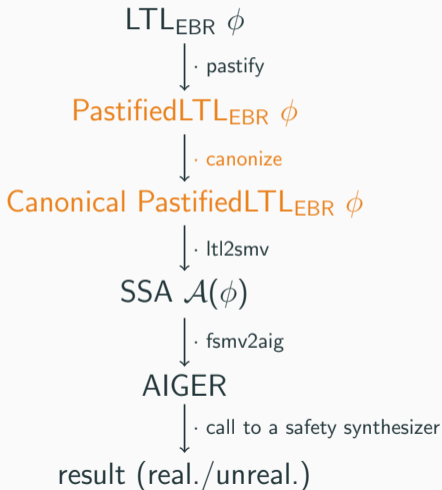 LTL_EBR ϕ
· pastify
PastifiedLTL_EBR ϕ
· canonize
Canonical PastifiedLTL_EBR ϕ
· ltl2smv
SSA 𝒜(ϕ)
· fsmv2aig
AIGER
· call to a safety synthesizer
result (real./unreal.)